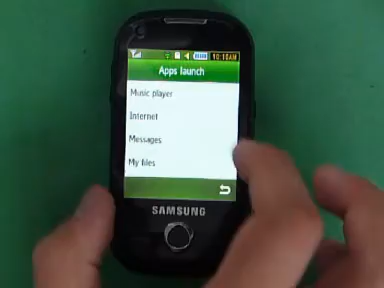 10:18AM
Apps launch
Music player
Internet
Messages
My files
SAMSUNG